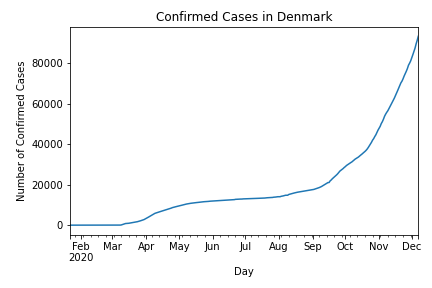 Confirmed Cases in Denmark
Number of Confirmed Cases
80000
60000
40000
20000
0
Feb Mar Apr May Jun Jul Aug Sep Oct Nov Dec
2020
Day